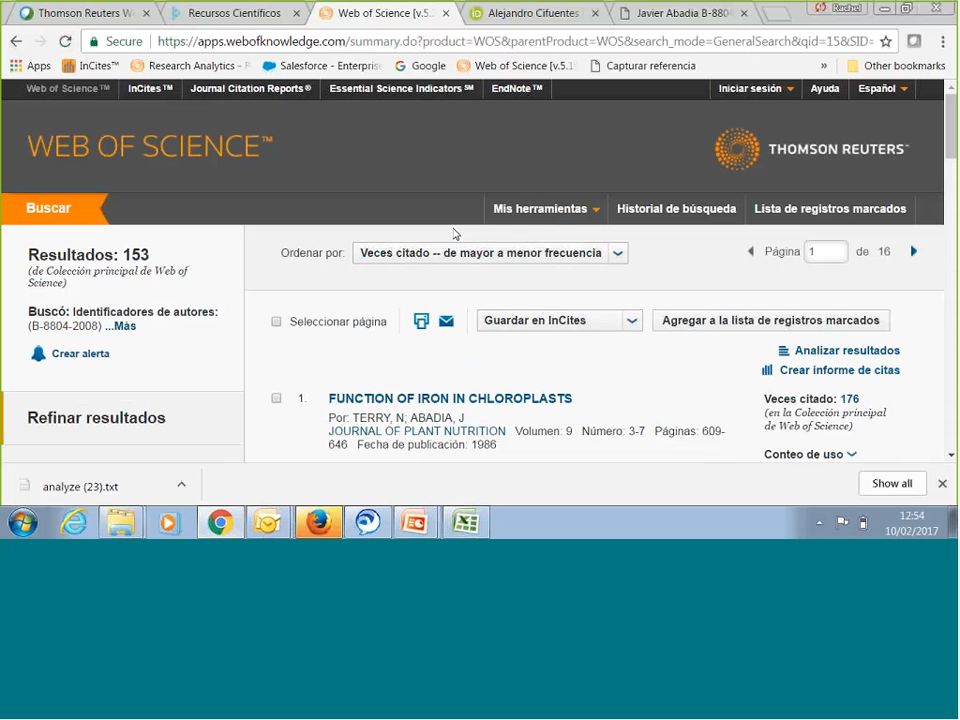 Thomson Reuters W
Recursos Científicos
Web of Science [v.5.
Alejandro Cifuentes
Javier Abadia B-880
Rachel
Secure
https://apps.webofknowledge.com/summary.do?product=WOS&parentProduct=WOS&search_mode=GeneralSearch&qid=15&SID=
Apps
InCites™
Research Analytics -
Salesforce - Enterpris
Google
Web of Science [v.5.1
Capturar referencia
»
Other bookmarks
Web of Science™
InCites™
Journal Citation Reports®
Essential Science Indicators℠
EndNote™
Iniciar sesión
Ayuda
Español
WEB OF SCIENCE™
THOMSON REUTERS™
Buscar
Mis herramientas
Historial de búsqueda
Lista de registros marcados
Resultados: 153
(de Colección principal de Web of
Science)
Buscó: Identificadores de autores:
(B-8804-2008) ...Más
Crear alerta
Refinar resultados
Ordenar por:
Veces citado -- de mayor a menor frecuencia
Página 1 de 16
Seleccionar página
Guardar en InCites
Agregar a la lista de registros marcados
Analizar resultados
Crear informe de citas
1. FUNCTION OF IRON IN CHLOROPLASTS
Por: TERRY, N; ABADIA, J
JOURNAL OF PLANT NUTRITION Volumen: 9 Número: 3-7 Páginas: 609-
646 Fecha de publicación: 1986
Veces citado: 176
(en la Colección principal
de Web of Science)
Conteo de uso
analyze (23).txt
Show all
12:54
10/02/2017